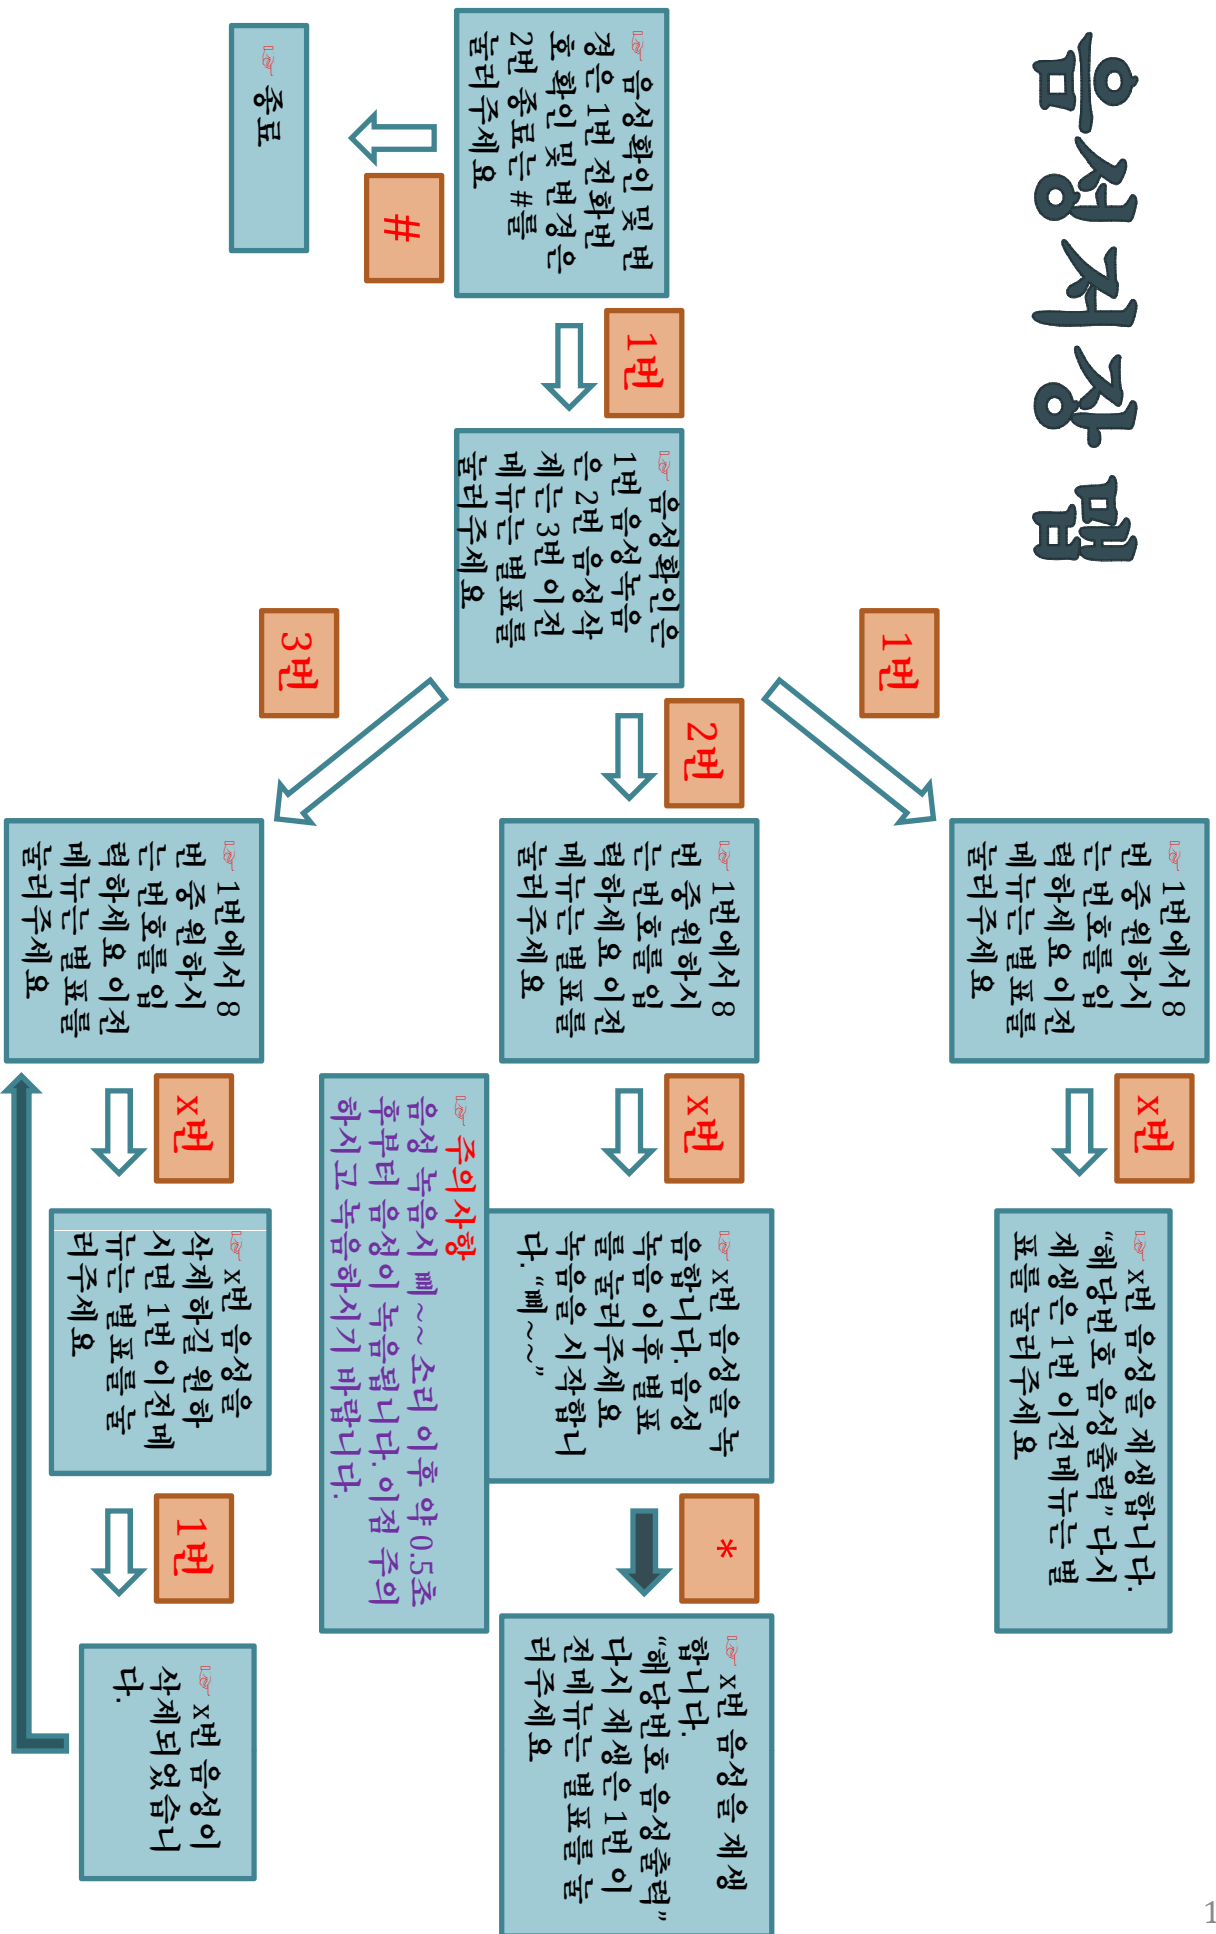 음성저장 맵
☞ 음성확인 및 변
경은 1번 전화번
호 확인 및 변경은
2번 종료는 #를
눌러주세요
#
☞ 종료
1번
☞ 음성확인은
1번 음성녹음
은 2번 음성삭
제는 3번 이전
메뉴는 별표를
눌러주세요
1번
☞ 1번에서 8
번 중 원하시
는 번호를 입
력하세요 이전
메뉴는 별표를
눌러주세요
x번
☞ x번 음성을 재생합니다.
“해당번호 음성출력” 다시
재생은 1번 이전메뉴는 별
표를 눌러주세요
2번
☞ 1번에서 8
번 중 원하시
는 번호를 입
력하세요 이전
메뉴는 별표를
눌러주세요
x번
☞ x번 음성을 녹
음합니다. 음성
녹음 이후 별표
를 눌러주세요
녹음을 시작합니
다. “삐~~”
*
☞ x번 음성을 재생
합니다.
“해당번호 음성출력”
다시 재생은 1번 이
전메뉴는 별표를 눌
러주세요
☞ 주의사항
음성 녹음시 삐~~ 소리 이후 약 0.5초
후부터 음성이 녹음됩니다. 이점 주의
하시고 녹음하시기 바랍니다.
3번
☞ 1번에서 8
번 중 원하시
는 번호를 입
력하세요 이전
메뉴는 별표를
눌러주세요
x번
☞ x번 음성을
삭제하길 원하
시면 1번 이전메
뉴는 별표를 눌
러주세요
1번
☞ x번 음성이
삭제되었습니
다.
1